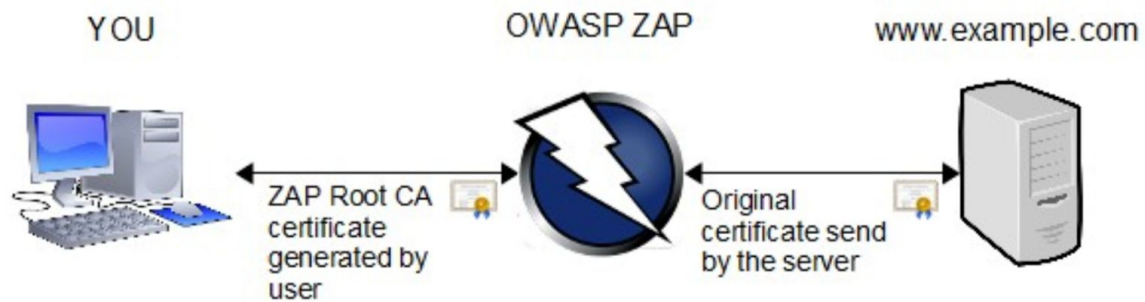 YOU
OWASP ZAP
www.example.com
ZAP Root CA
certificate
generated by
user
Original
certificate send
by the server